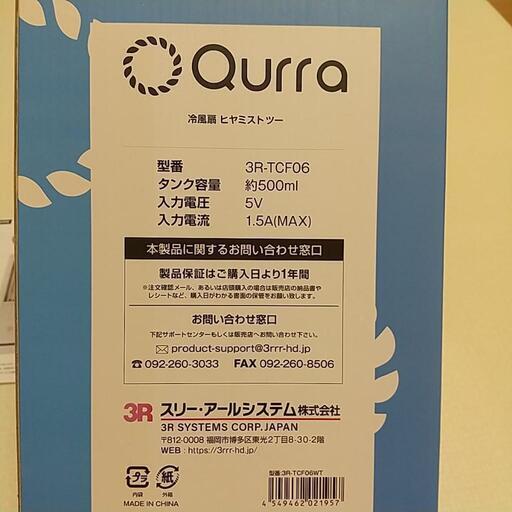 Qurra
冷風扇 ヒヤミストツー
型番 3R-TCF06
タンク容量 約500ml
入力電圧 5V
入力電流 1.5A(MAX)
本製品に関するお問い合わせ窓口
製品保証はご購入日より1年間
※注文確認メール、あるいは店頭購入の場合は販売店の納品書や
レシートなど、購入日がわかる書面の保管をお願い致します。
お問い合わせ窓口
下記サポートセンターもしくは販売店へお問い合わせ下さい。
product-support@3rrr-hd.jp
092-260-3033 FAX 092-260-8506
3R スリー・アールシステム株式会社
3R SYSTEMS CORP.JAPAN
〒812-0008 福岡市博多区東光2丁目8-30-2階
WEB : https://3rrr-hd.jp
プラ 紙
内袋 外箱
MADE IN CHINA
型番:3R-TCF06WT
4 549462 021957